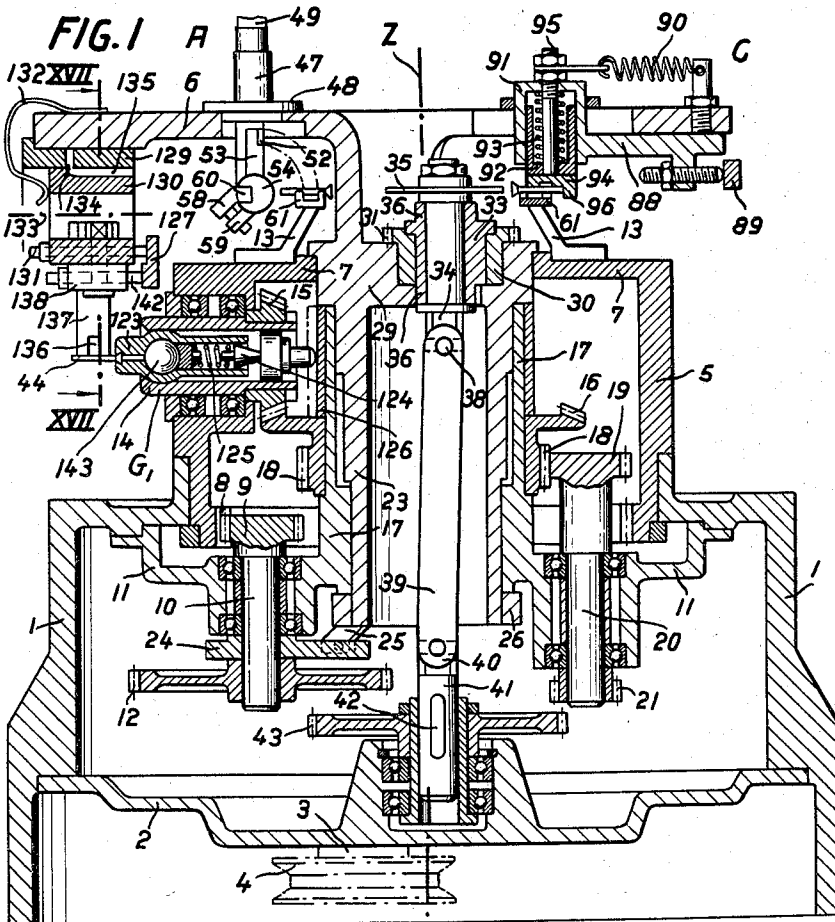 FIG. 1 A 49 Z 95 90 C
132 XVII 47 91
135 6 48
53 52 35
129 54 93
130 60 36 88
134 58 61 31 33 92 94
133 59 13 96 89
127 34 61
131 7 13
138 142 15 29 30 7
137 123 36
136 17 16 5
44 124 38 19
XVII 14 125 126 18
143 G1 18
8 9 23
17
11 11
1 10 39 1
25 26 20
24 40
12 42 41 21
43
2 3
4